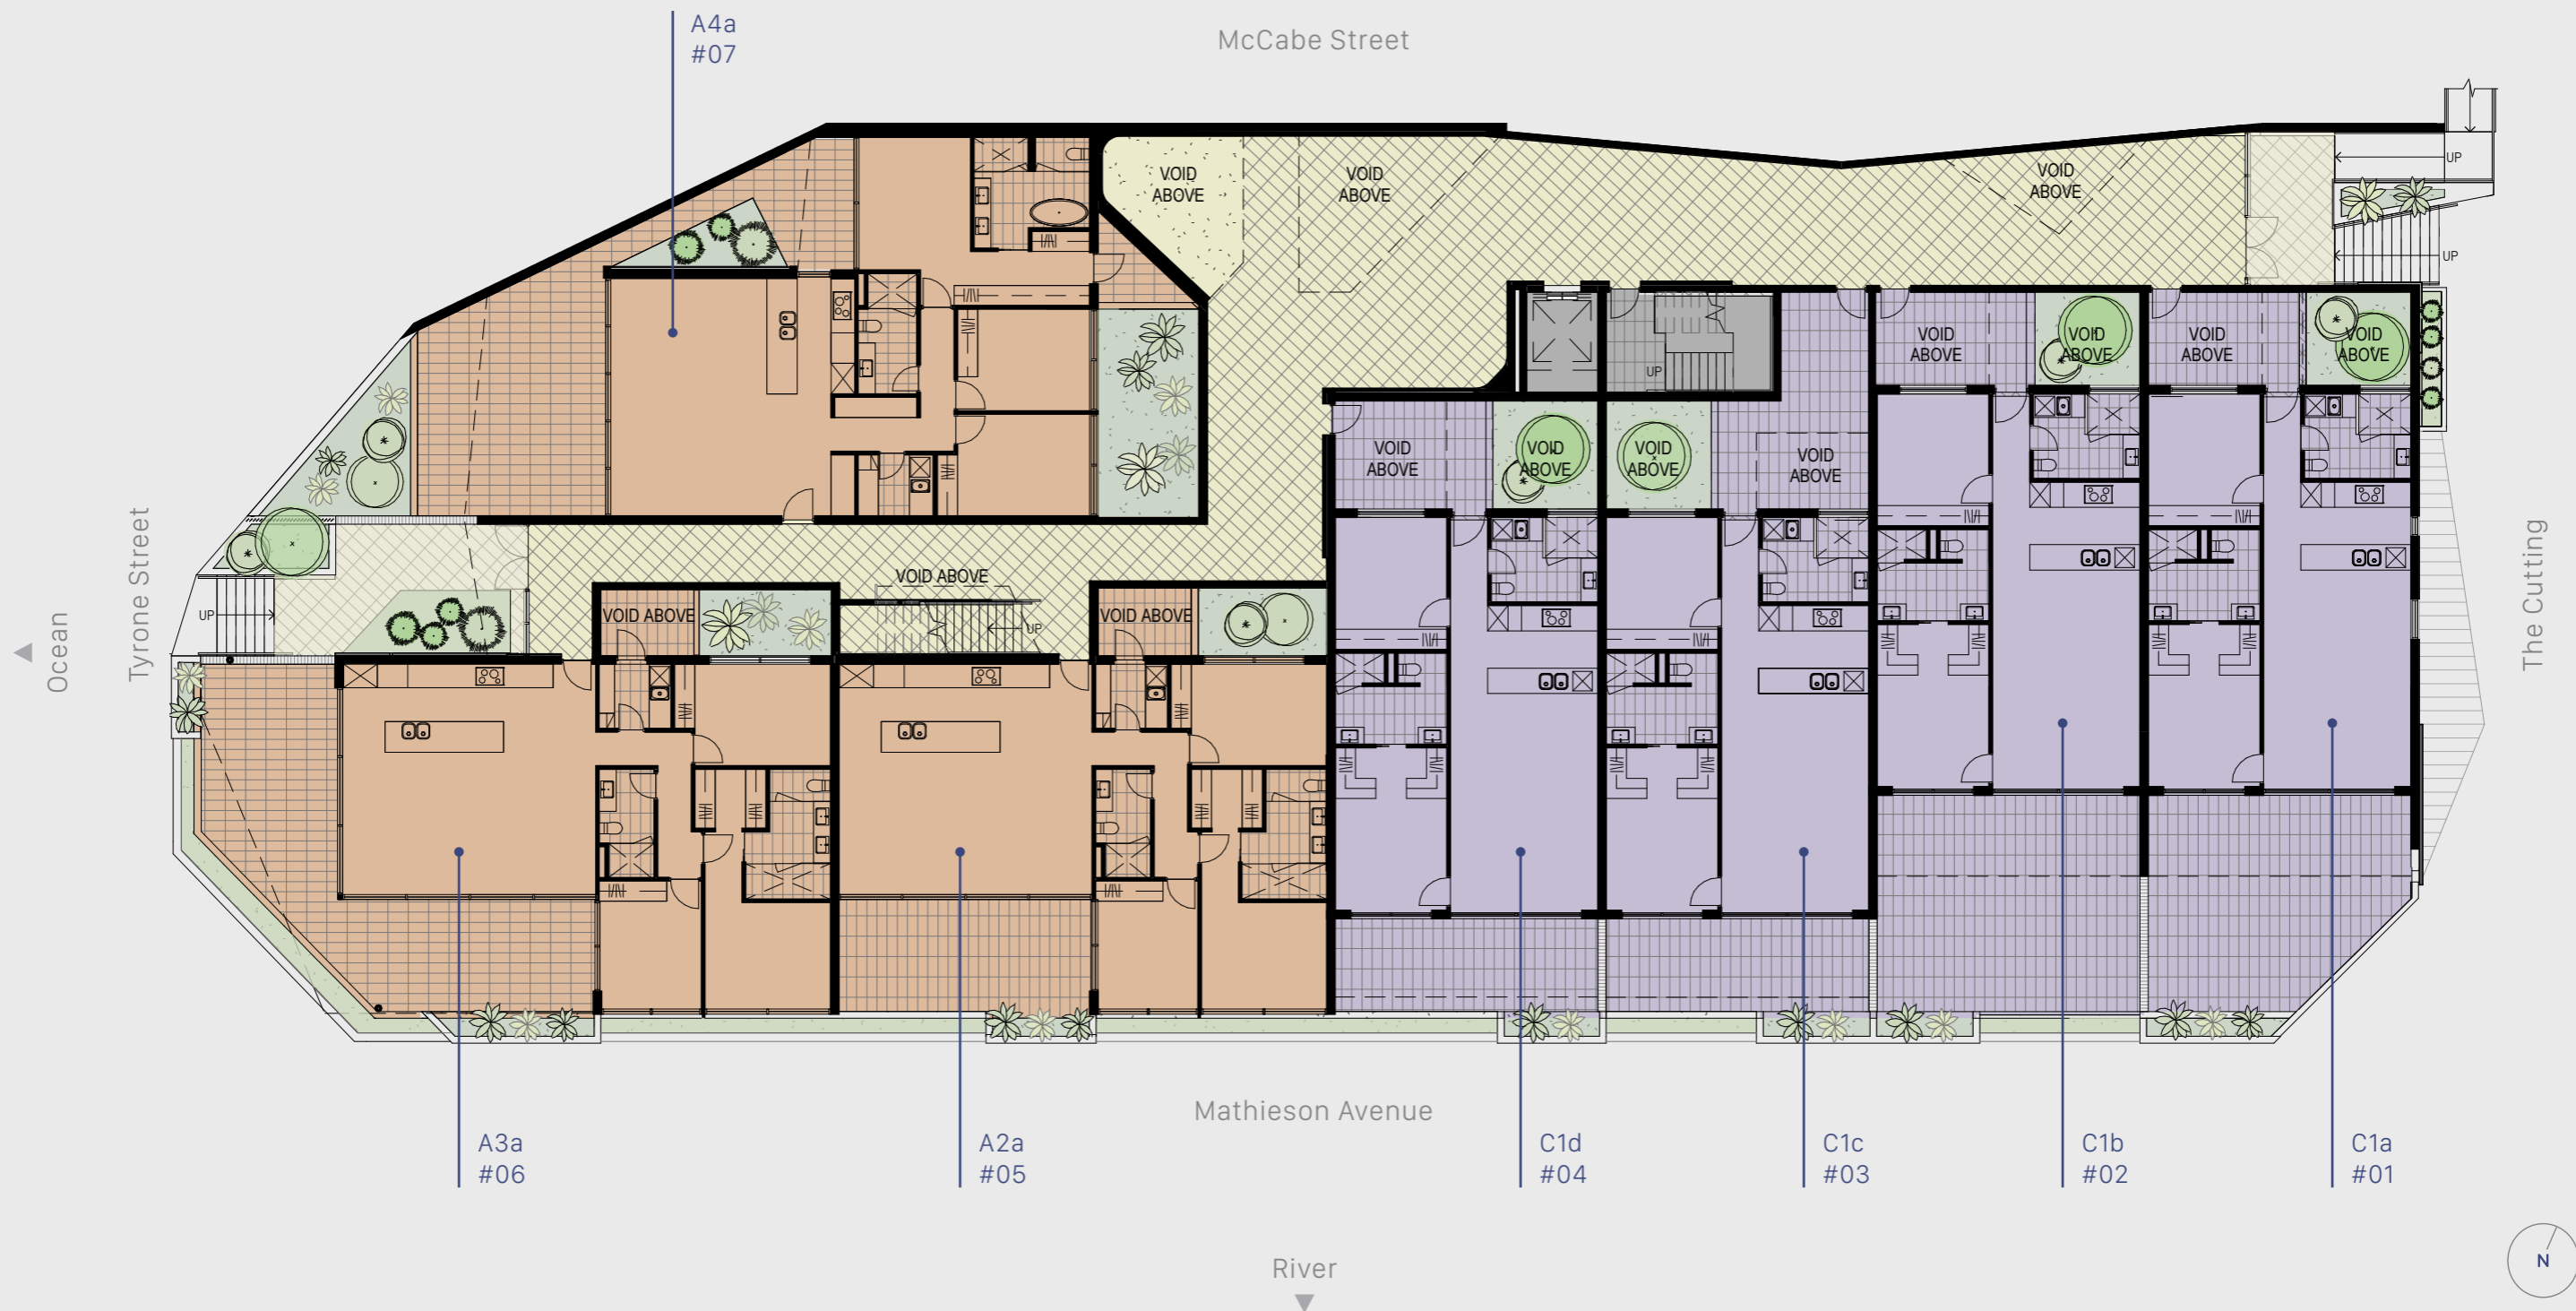 A4a
#07
McCabe Street
VOID
ABOVE
VOID
ABOVE
VOID
ABOVE
UP
UP
VOID
ABOVE
VOID
ABOVE
VOID
ABOVE
VOID
ABOVE
UP
VOID
ABOVE
VOID
ABOVE
VOID
ABOVE
VOID
ABOVE
VOID ABOVE
VOID ABOVE
VOID ABOVE
UP
UP
Ocean
Tyrone Street
The Cutting
Mathieson Avenue
A3a
#06
A2a
#05
C1d
#04
C1c
#03
C1b
#02
C1a
#01
River
N